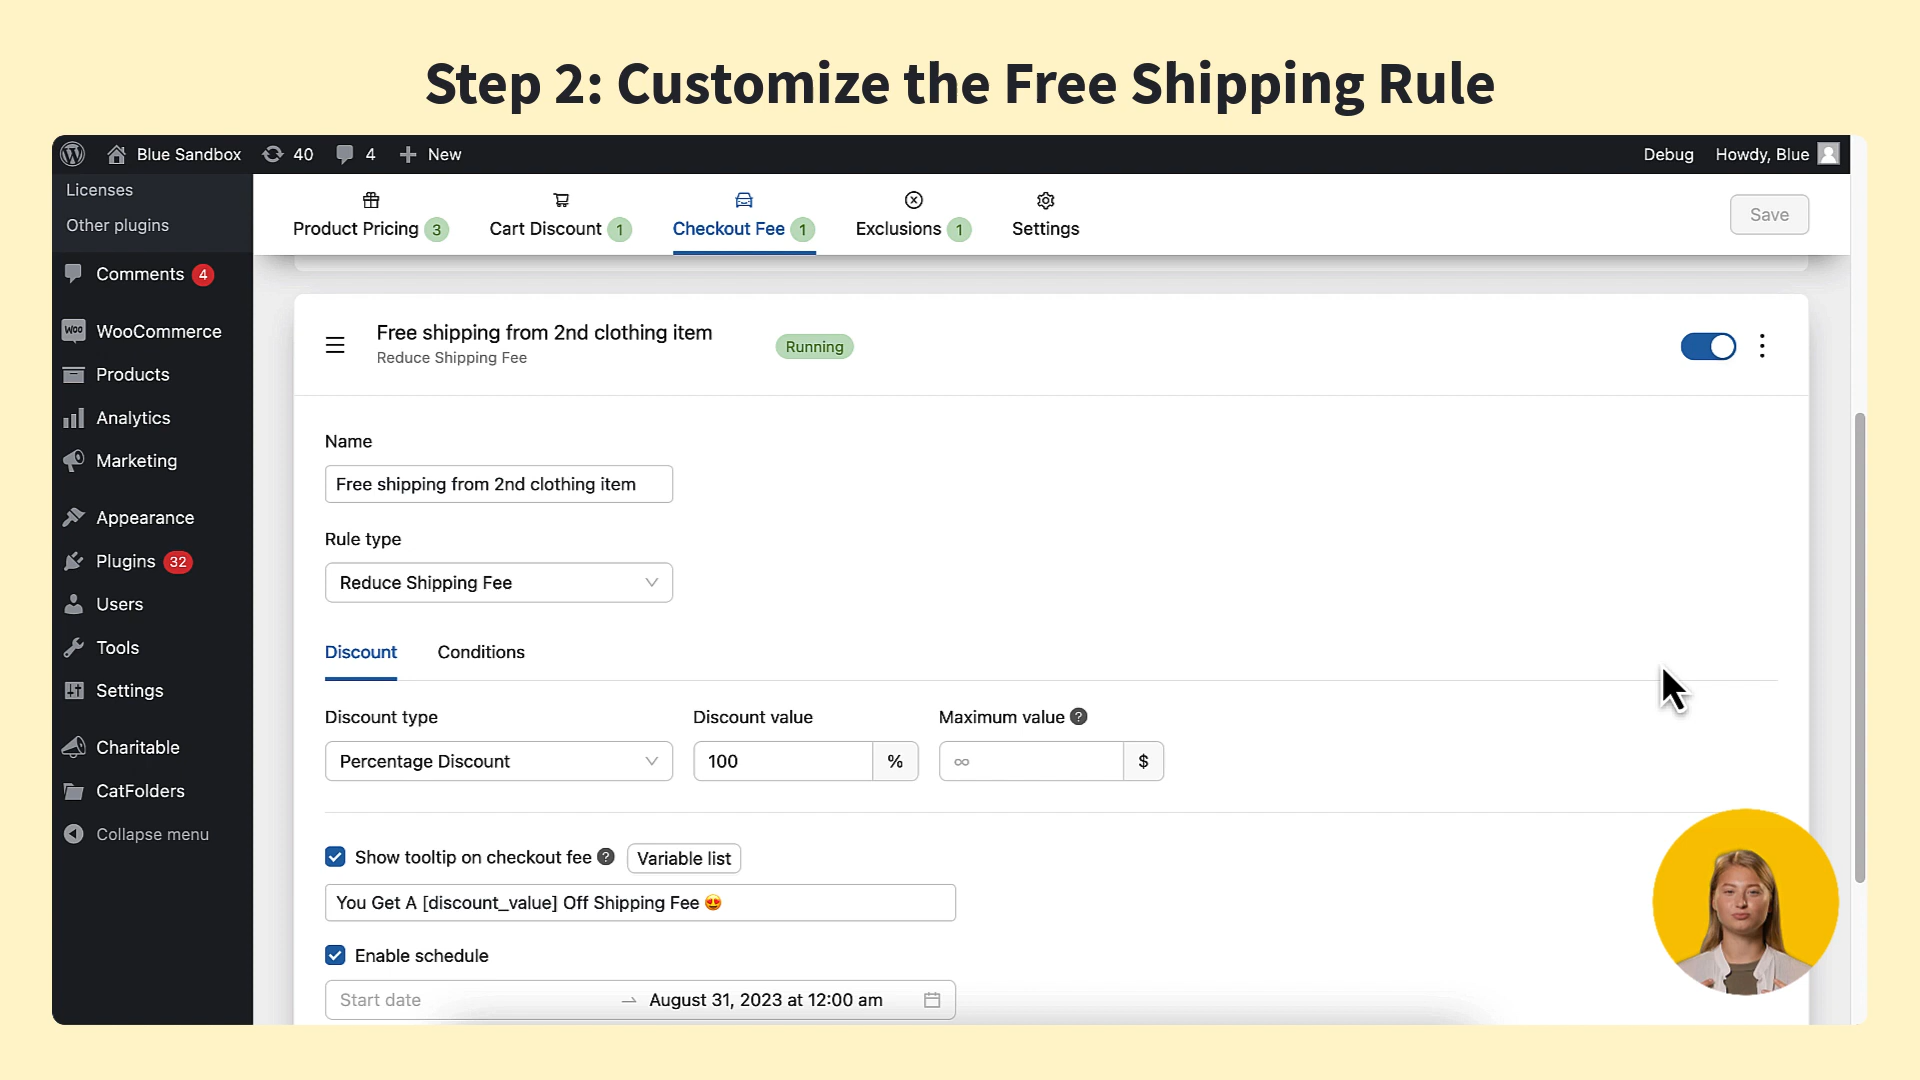 Step 2: Customize the Free Shipping Rule
Blue Sandbox 40 4 New Debug Howdy, Blue
Licenses
Other plugins
Comments 4
WOO WooCommerce
Products
Analytics
Marketing
Appearance
Plugins 32
Users
Tools
Settings
Charitable
CatFolders
Collapse menu
Product Pricing 3 Cart Discount 1 Checkout Fee 1 Exclusions 1 Settings Save
Free shipping from 2nd clothing item
Reduce Shipping Fee
Running
Name
Free shipping from 2nd clothing item
Rule type
Reduce Shipping Fee
Discount Conditions
Discount type Discount value Maximum value ?
Percentage Discount 100 % ∞ $
Show tooltip on checkout fee ? Variable list
You Get A [discount_value] Off Shipping Fee 😍
Enable schedule
Start date → August 31, 2023 at 12:00 am